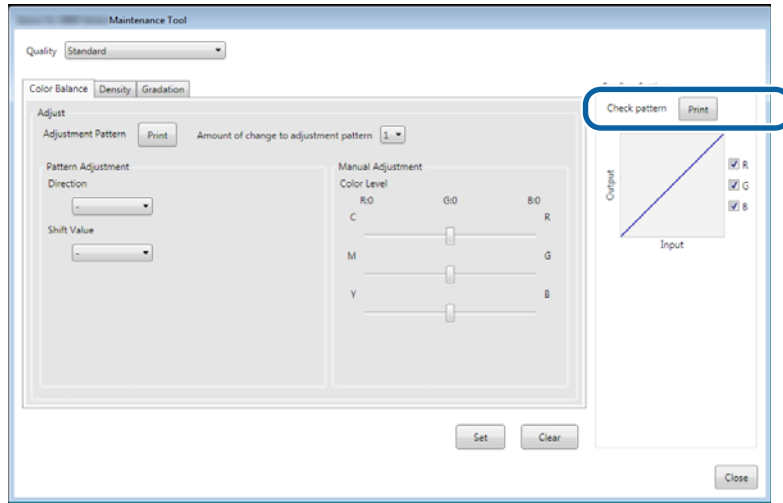 Maintenance Tool
Quality Standard
Color Balance Density Gradation
Adjust
Adjustment Pattern Print Amount of change to adjustment pattern 1
Pattern Adjustment
Direction
-
Shift Value
-
Manual Adjustment
Color Level
R:0 G:0 B:0
C R
M G
Y B
Check pattern Print
Output
Input
R
G
B
Set Clear
Close